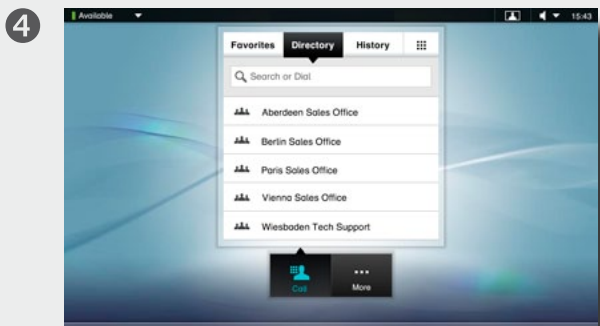 4
Available 15:43
Favorites Directory History
Search or Dial
Aberdeen Sales Office
Berlin Sales Office
Paris Sales Office
Vienna Sales Office
Wiesbaden Tech Support
Call More